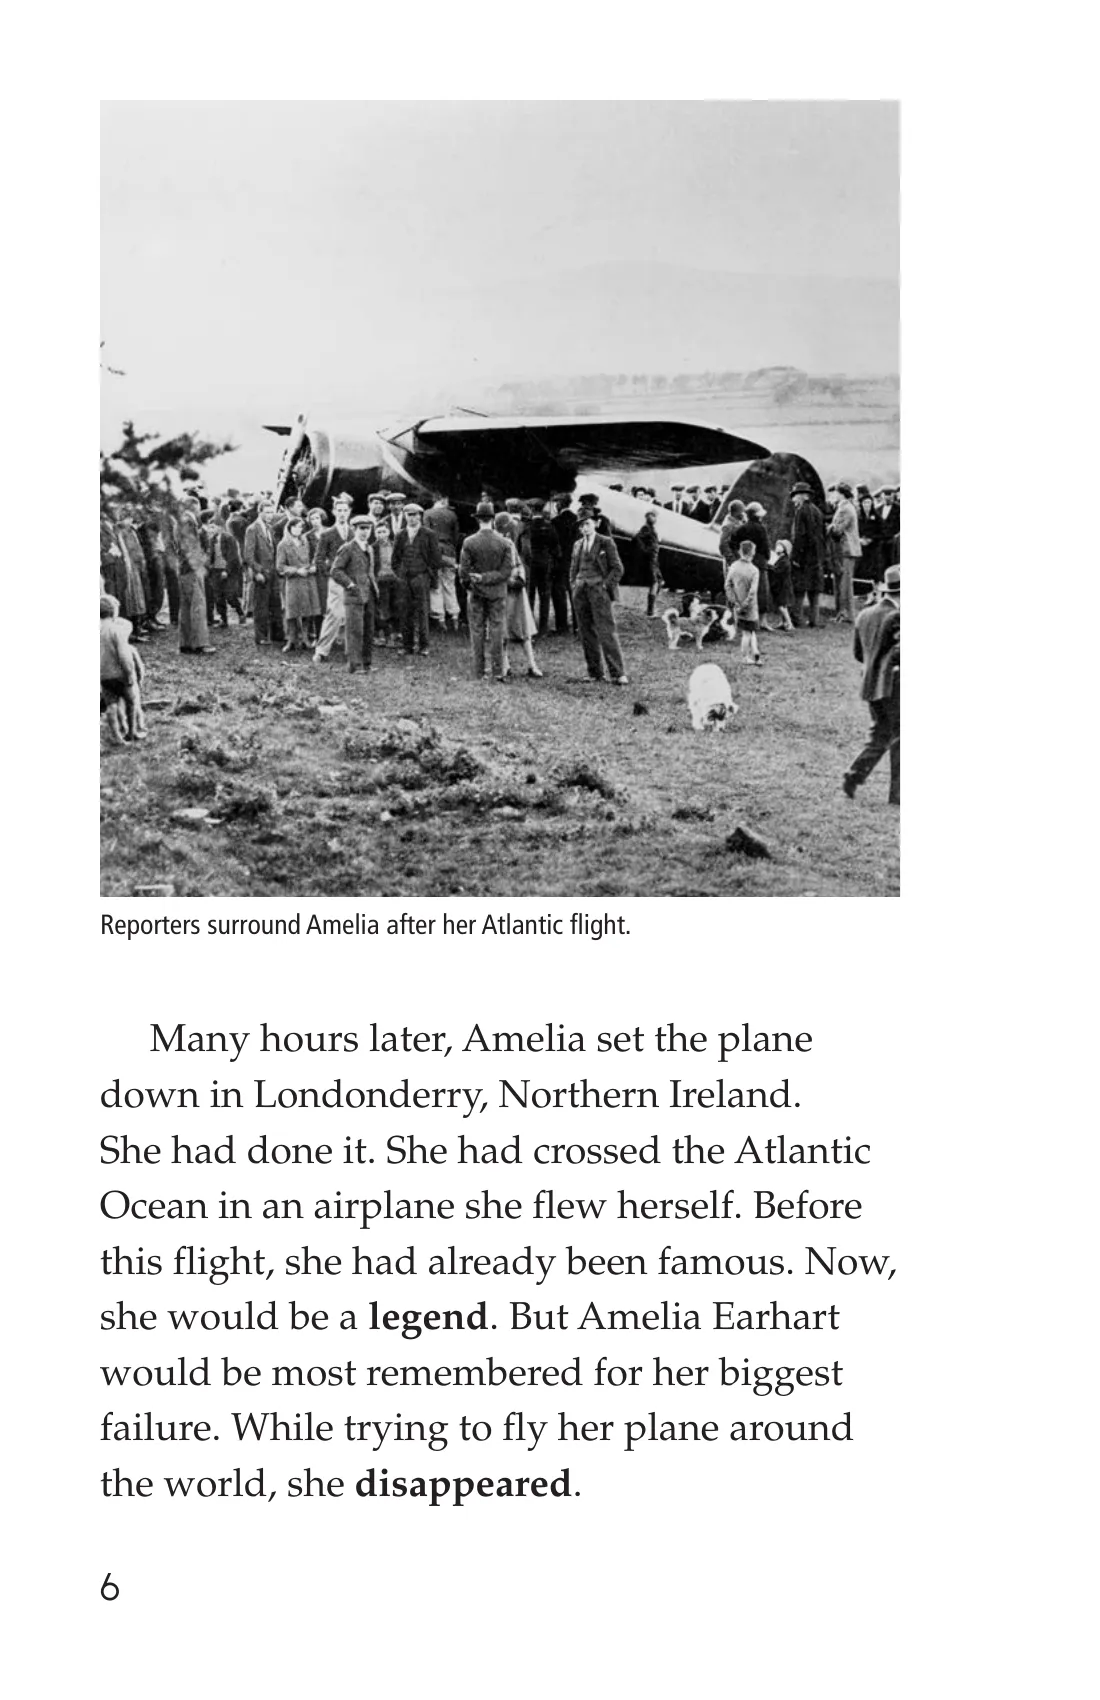 Reporters surround Amelia after her Atlantic flight.
Many hours later, Amelia set the plane
down in Londonderry, Northern Ireland.
She had done it. She had crossed the Atlantic
Ocean in an airplane she flew herself. Before
this flight, she had already been famous. Now,
she would be a legend. But Amelia Earhart
would be most remembered for her biggest
failure. While trying to fly her plane around
the world, she disappeared.
6